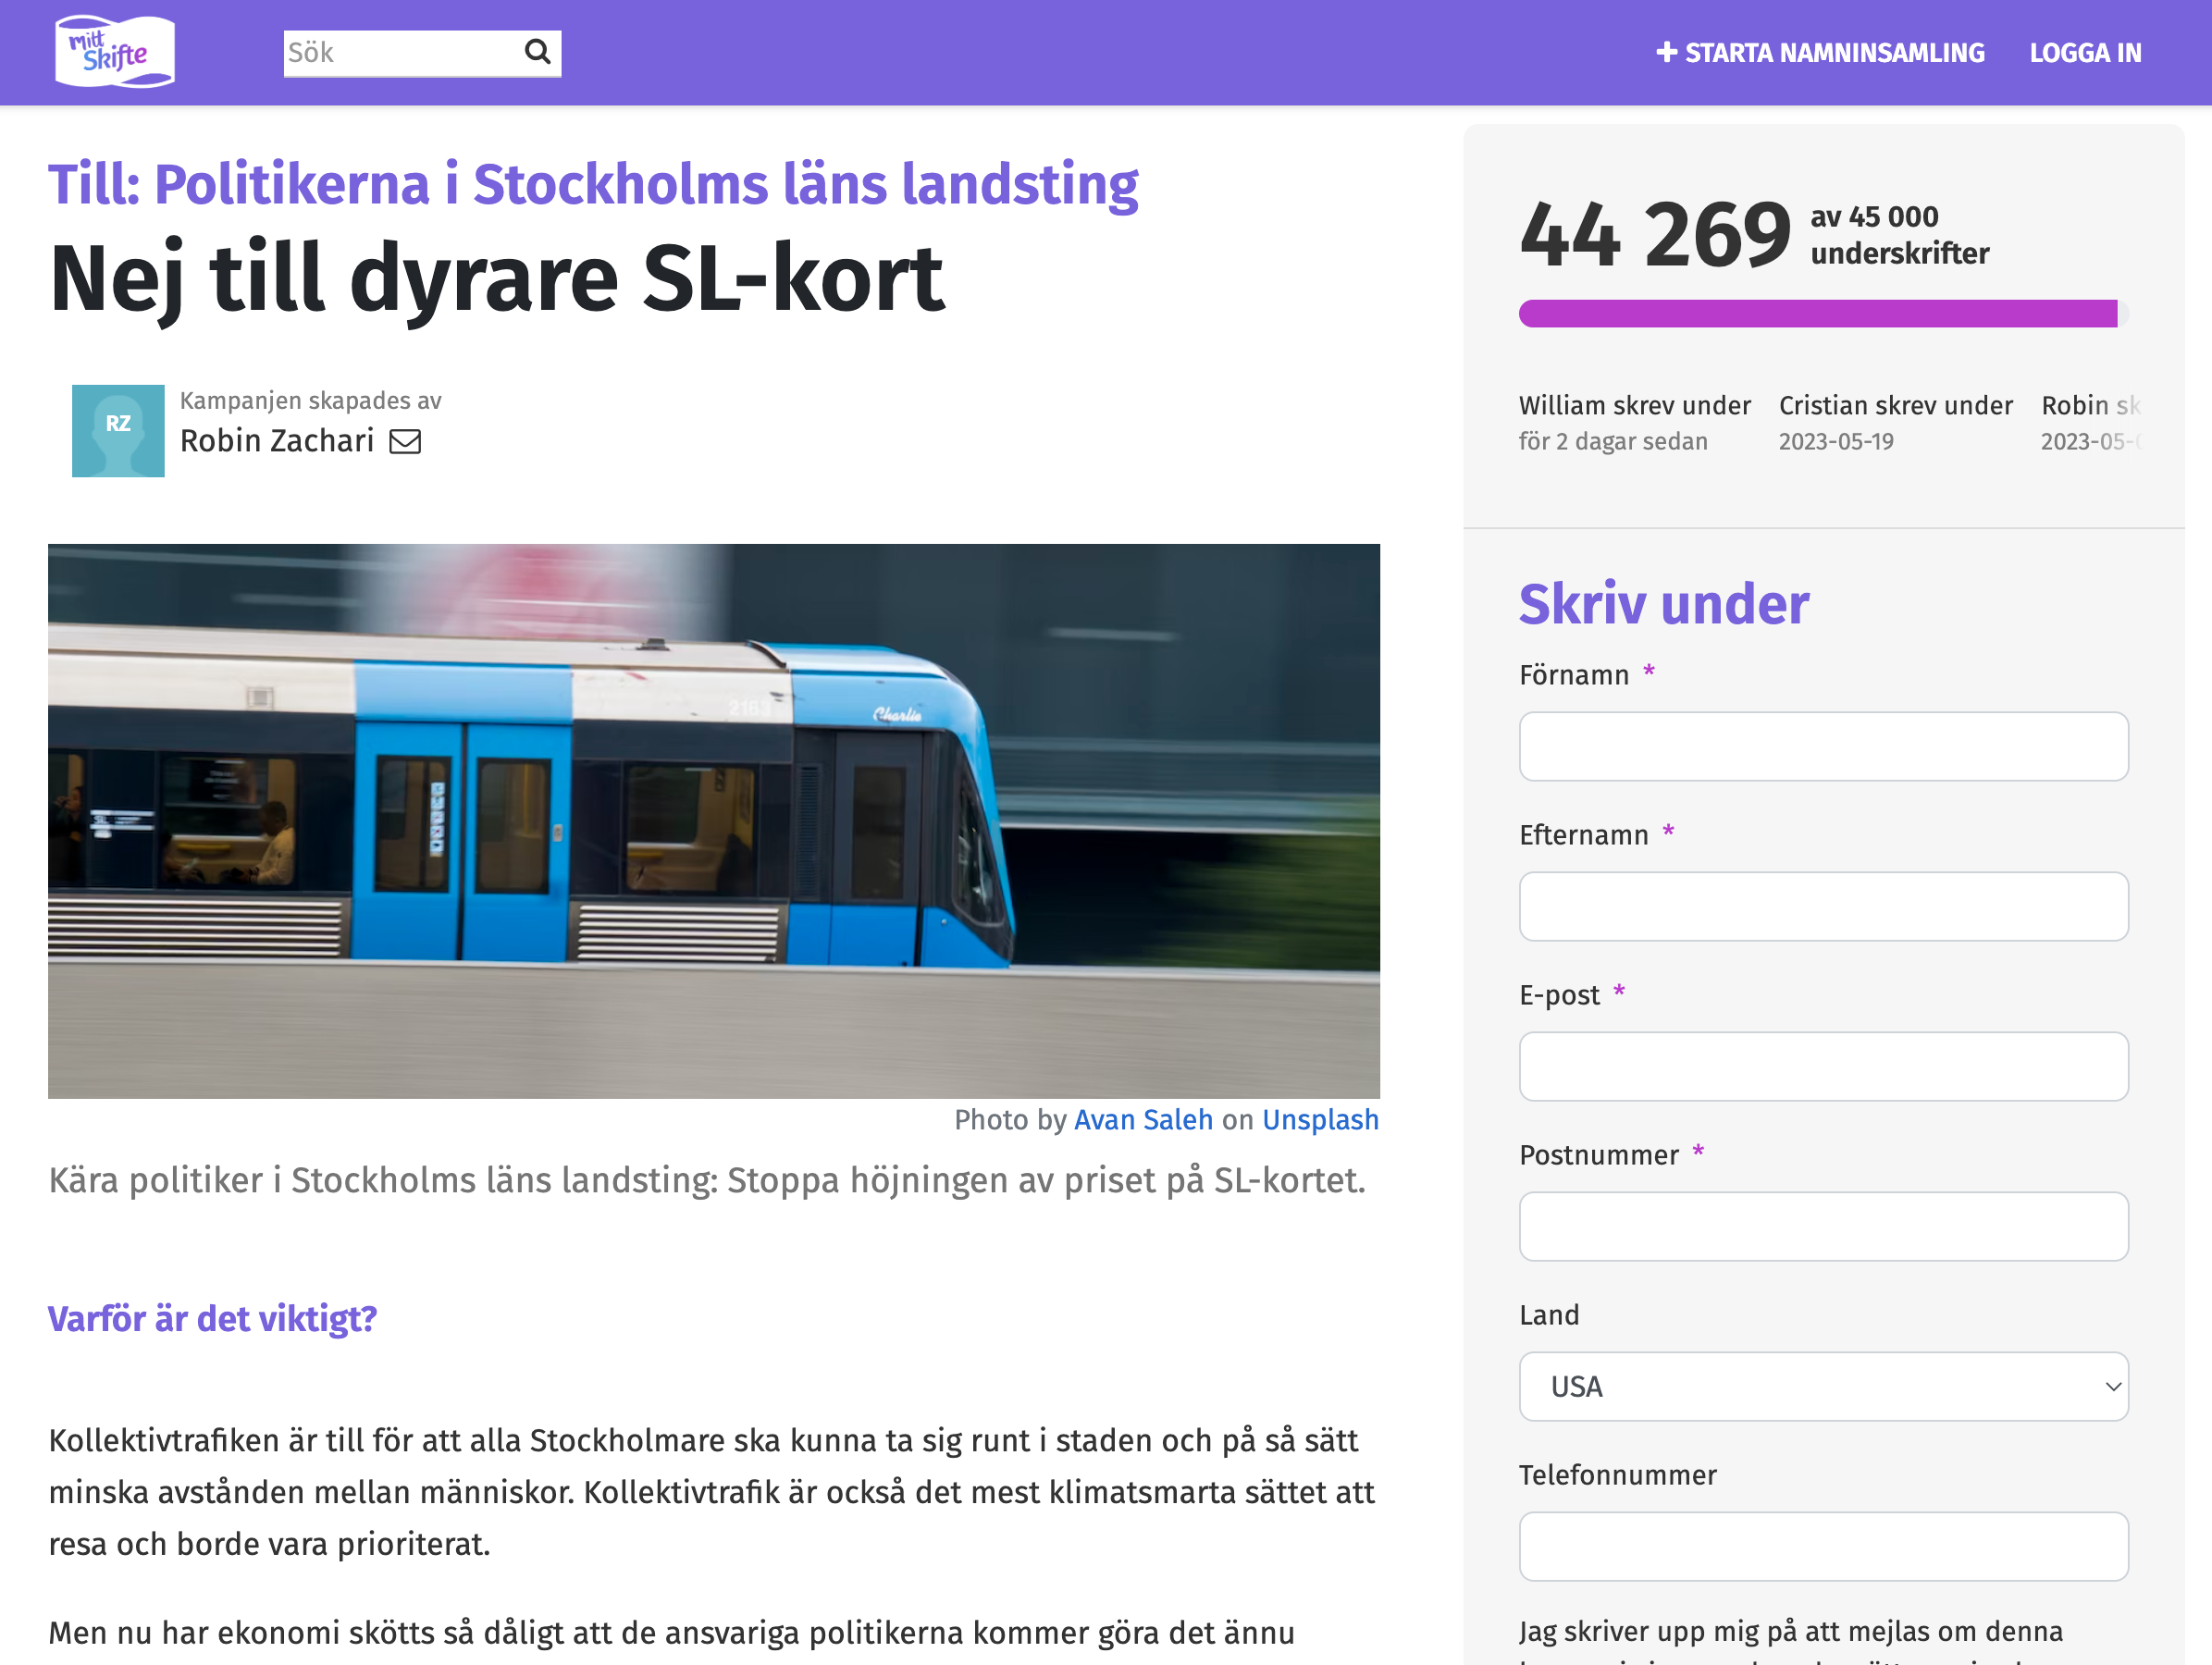 mitt
Skifte
Sök
STARTA NAMNINSAMLING
LOGGA IN
Till: Politikerna i Stockholms läns landsting
Nej till dyrare SL-kort
RZ
Kampanjen skapades av
Robin Zachari
2163
Charlie
Photo by Avan Saleh on Unsplash
Kära politiker i Stockholms läns landsting: Stoppa höjningen av priset på SL-kortet.
Varför är det viktigt?
Kollektivtrafiken är till för att alla Stockholmare ska kunna ta sig runt i staden och på så sätt
minska avstånden mellan människor. Kollektivtrafik är också det mest klimatsmarta sättet att
resa och borde vara prioriterat.
Men nu har ekonomi skötts så dåligt att de ansvariga politikerna kommer göra det ännu
44 269 av 45 000
underskrifter
William skrev under
för 2 dagar sedan
Cristian skrev under
2023-05-19
Robin sk
2023-05-
Skriv under
Förnamn *
Efternamn *
E-post *
Postnummer *
Land
USA
Telefonnummer
Jag skriver upp mig på att mejlas om denna